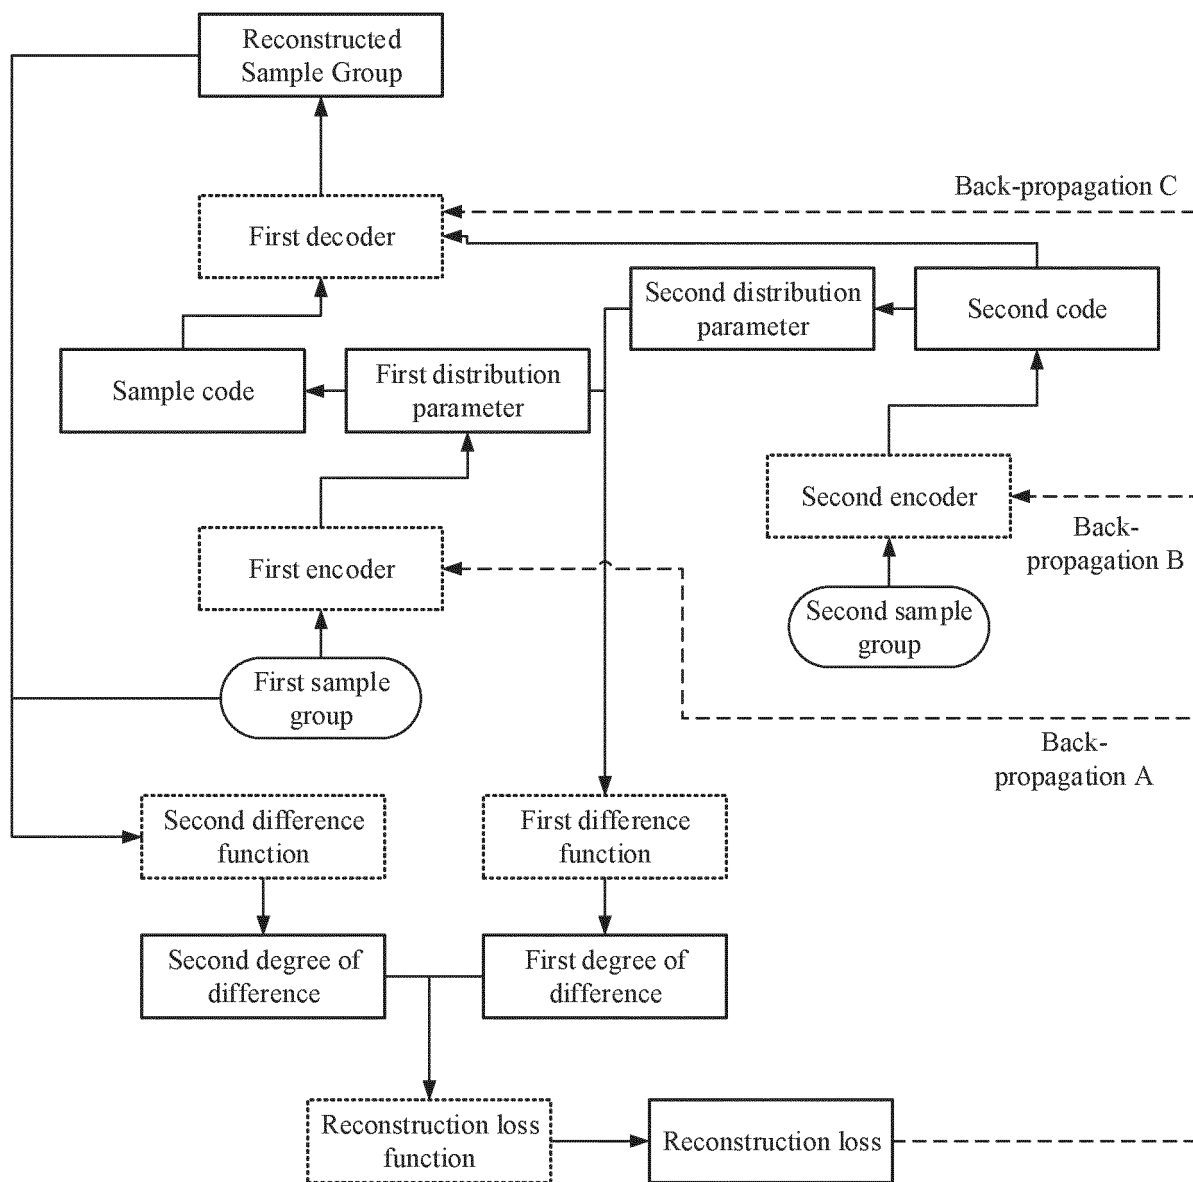 Reconstructed
Sample Group
Back-propagation C
First decoder
Second distribution
parameter
Second code
First distribution
parameter
Sample code
Second encoder
Back-
propagation B
First encoder
Second sample
group
First sample
group
Back-
propagation A
Second difference
function
First difference
function
Second degree of
difference
First degree of
difference
Reconstruction loss
function
Reconstruction loss